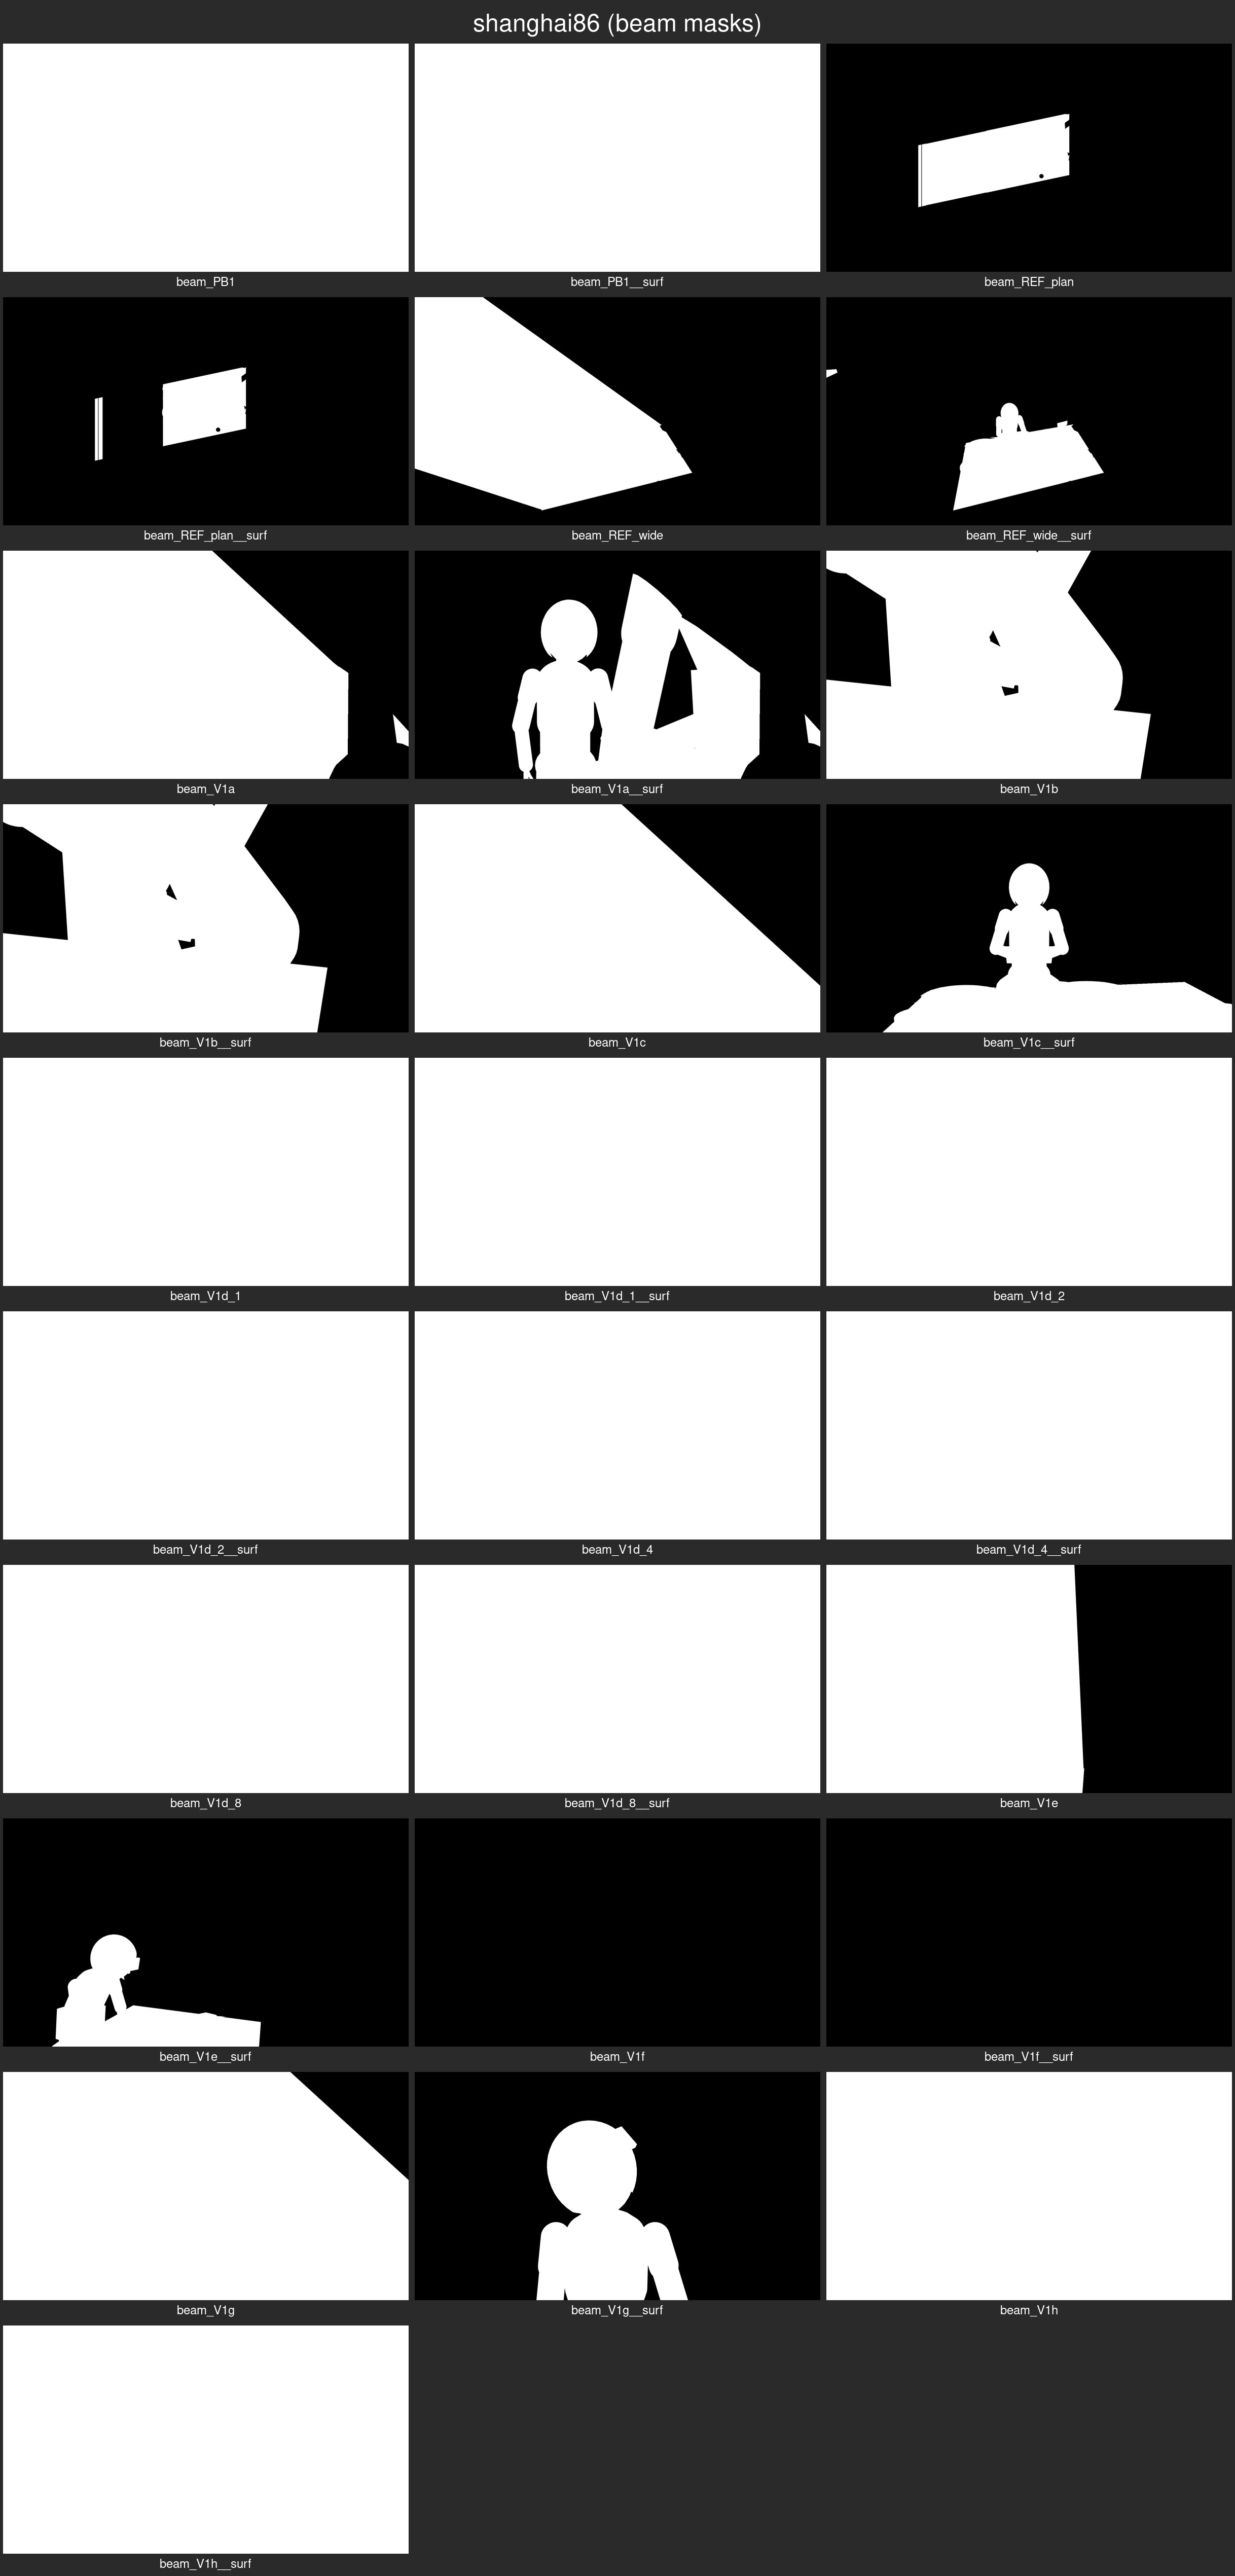 shanghai86 (beam masks)
beam_PB1
beam_PB1__surf
beam_REF_plan
beam_REF_plan__surf
beam_REF_wide
beam_REF_wide__surf
beam_V1a
beam_V1a__surf
beam_V1b
beam_V1b__surf
beam_V1c
beam_V1c__surf
beam_V1d_1
beam_V1d_1__surf
beam_V1d_2
beam_V1d_2__surf
beam_V1d_4
beam_V1d_4__surf
beam_V1d_8
beam_V1d_8__surf
beam_V1e
beam_V1e__surf
beam_V1f
beam_V1f__surf
beam_V1g
beam_V1g__surf
beam_V1h
beam_V1h__surf